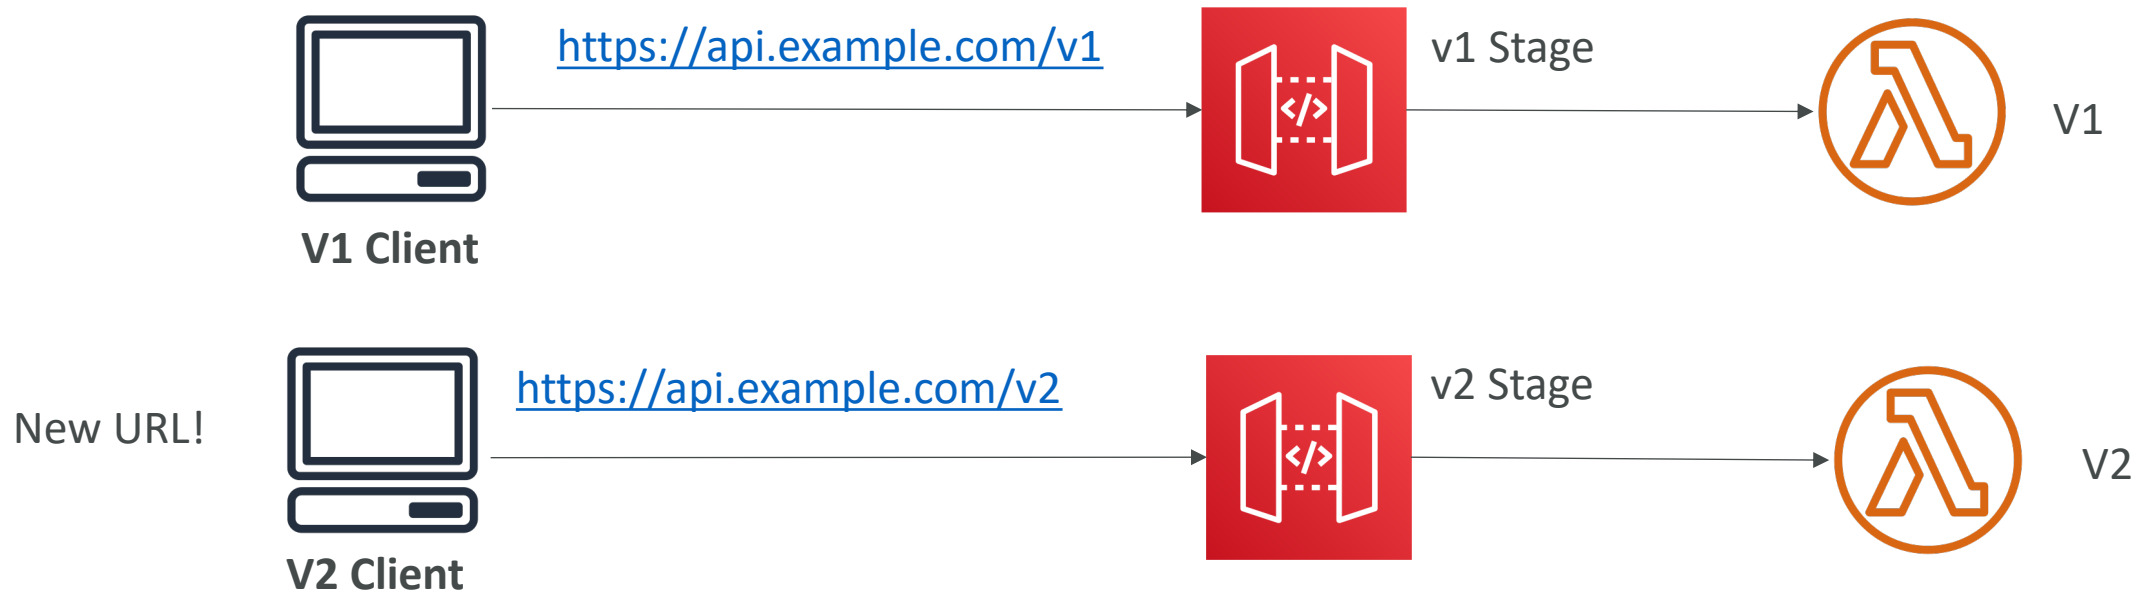 https://api.example.com/v1
v1 Stage
V1
V1 Client
New URL!
https://api.example.com/v2
v2 Stage
V2
V2 Client